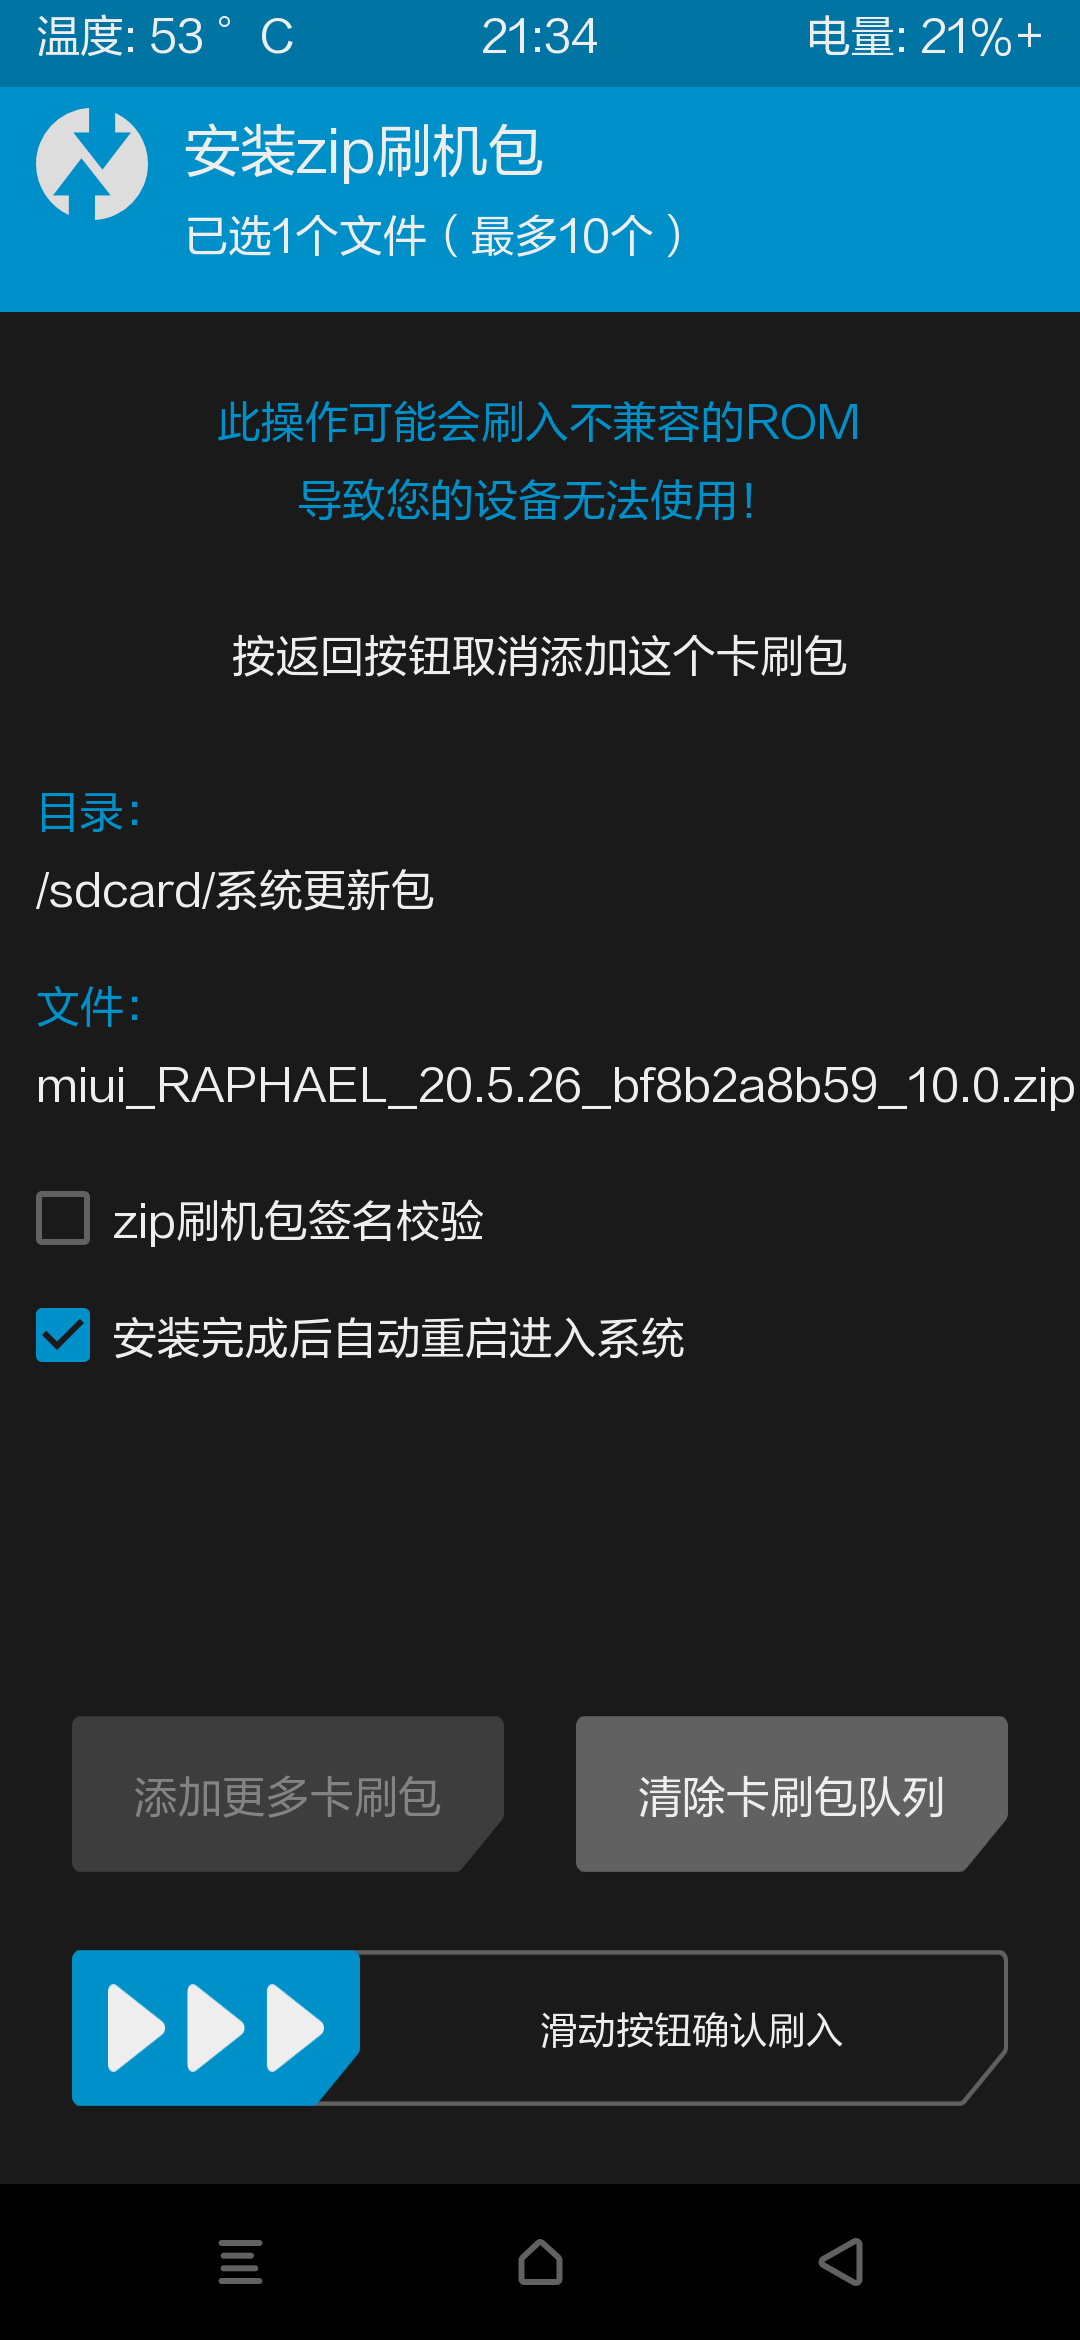 温度: 53 °C 21:34 电量: 21%+
安装zip刷机包
已选1个文件（最多10个）
此操作可能会刷入不兼容的ROM
导致您的设备无法使用！
按返回按钮取消添加这个卡刷包
目录：
/sdcard/系统更新包
文件：
miui_RAPHAEL_20.5.26_bf8b2a8b59_10.0.zip
zip刷机包签名校验
安装完成后自动重启进入系统
添加更多卡刷包 清除卡刷包队列
滑动按钮确认刷入